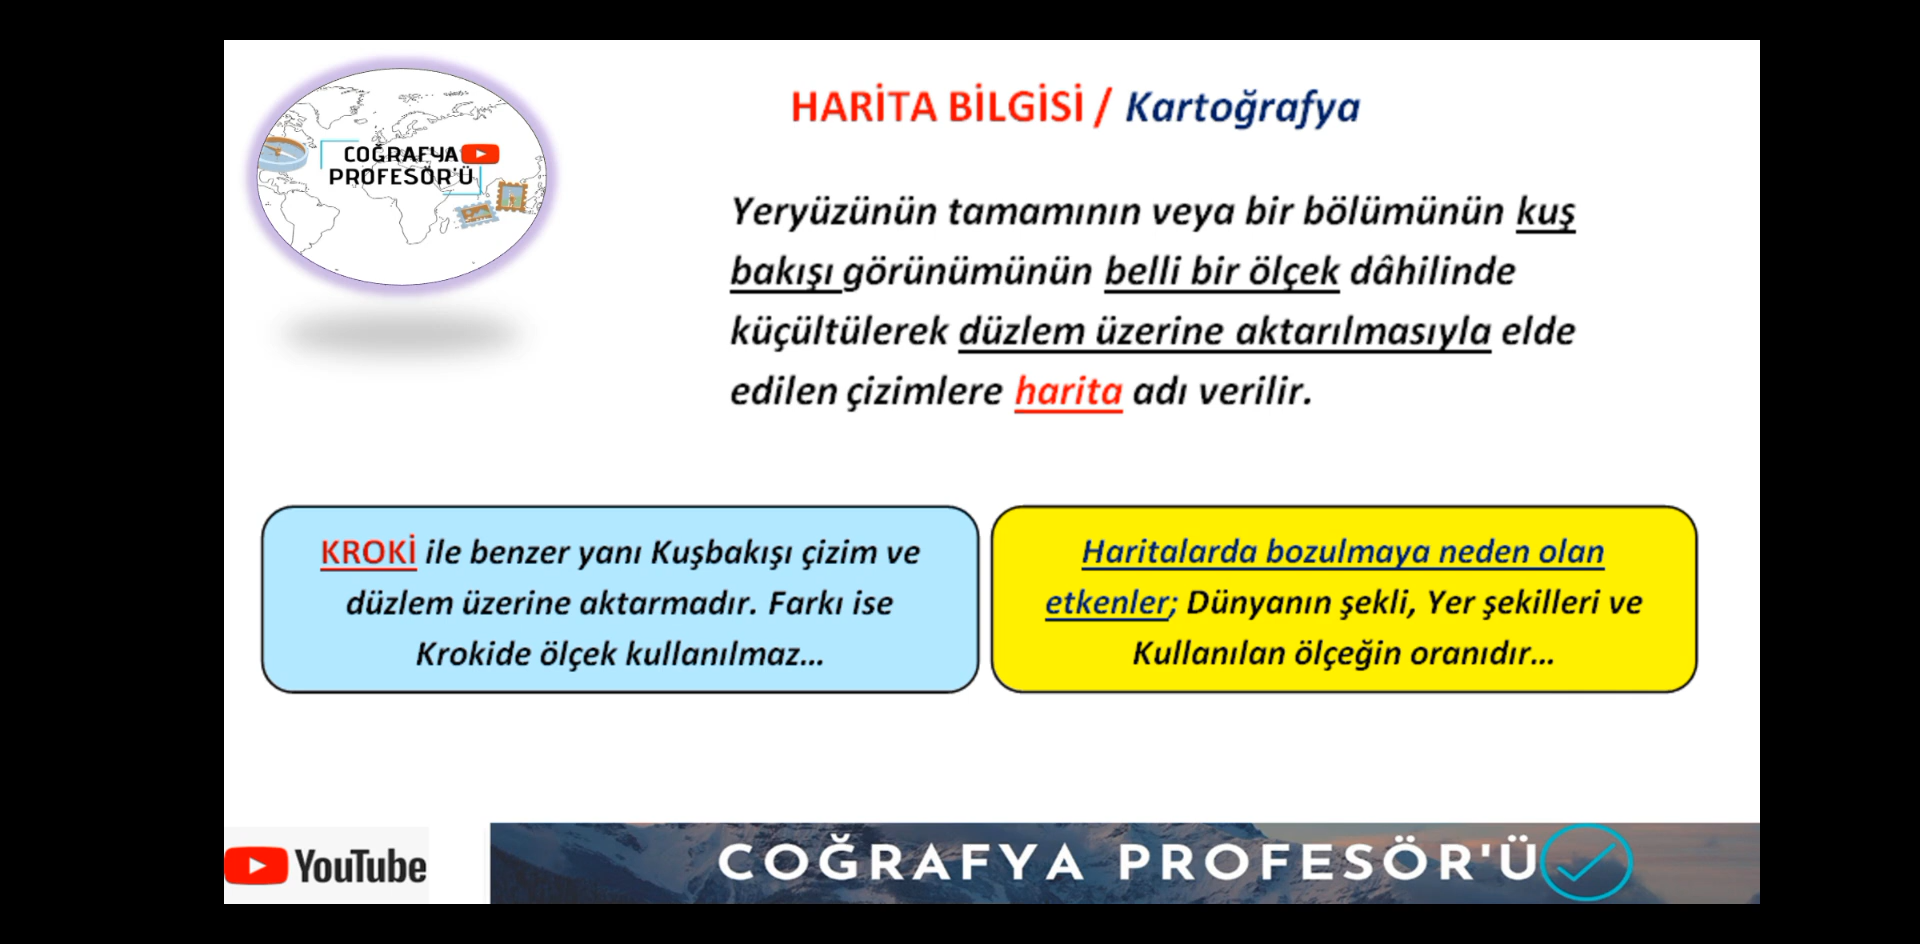 COĞRAFYA
PROFESÖR'Ü
HARİTA BİLGİSİ / Kartoğrafya
Yeryüzünün tamamının veya bir bölümünün kuş
bakışı görünümünün belli bir ölçek dâhilinde
küçültülerek düzlem üzerine aktarılmasıyla elde
edilen çizimlere harita adı verilir.
KROKİ ile benzer yanı Kuşbakışı çizim ve
düzlem üzerine aktarmadır. Farkı ise
Krokide ölçek kullanılmaz...
Haritalarda bozulmaya neden olan
etkenler; Dünyanın şekli, Yer şekilleri ve
Kullanılan ölçeğin oranıdır...
YouTube
COĞRAFYA PROFESÖR'Ü